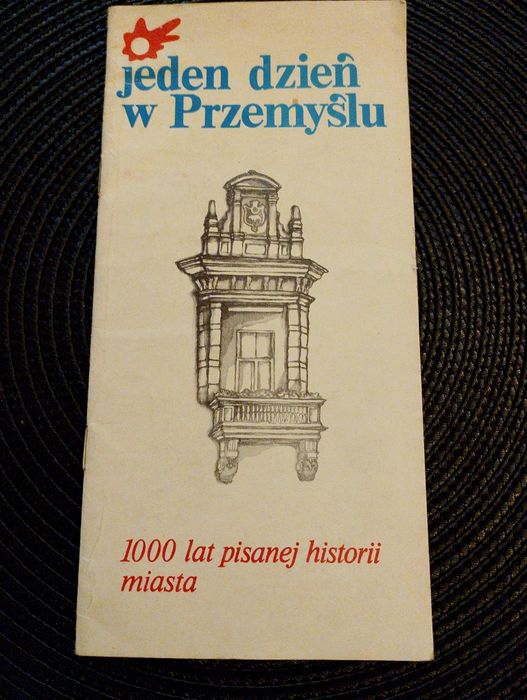 jeden dzień
w Przemyślu
1000 lat pisanej historii
miasta